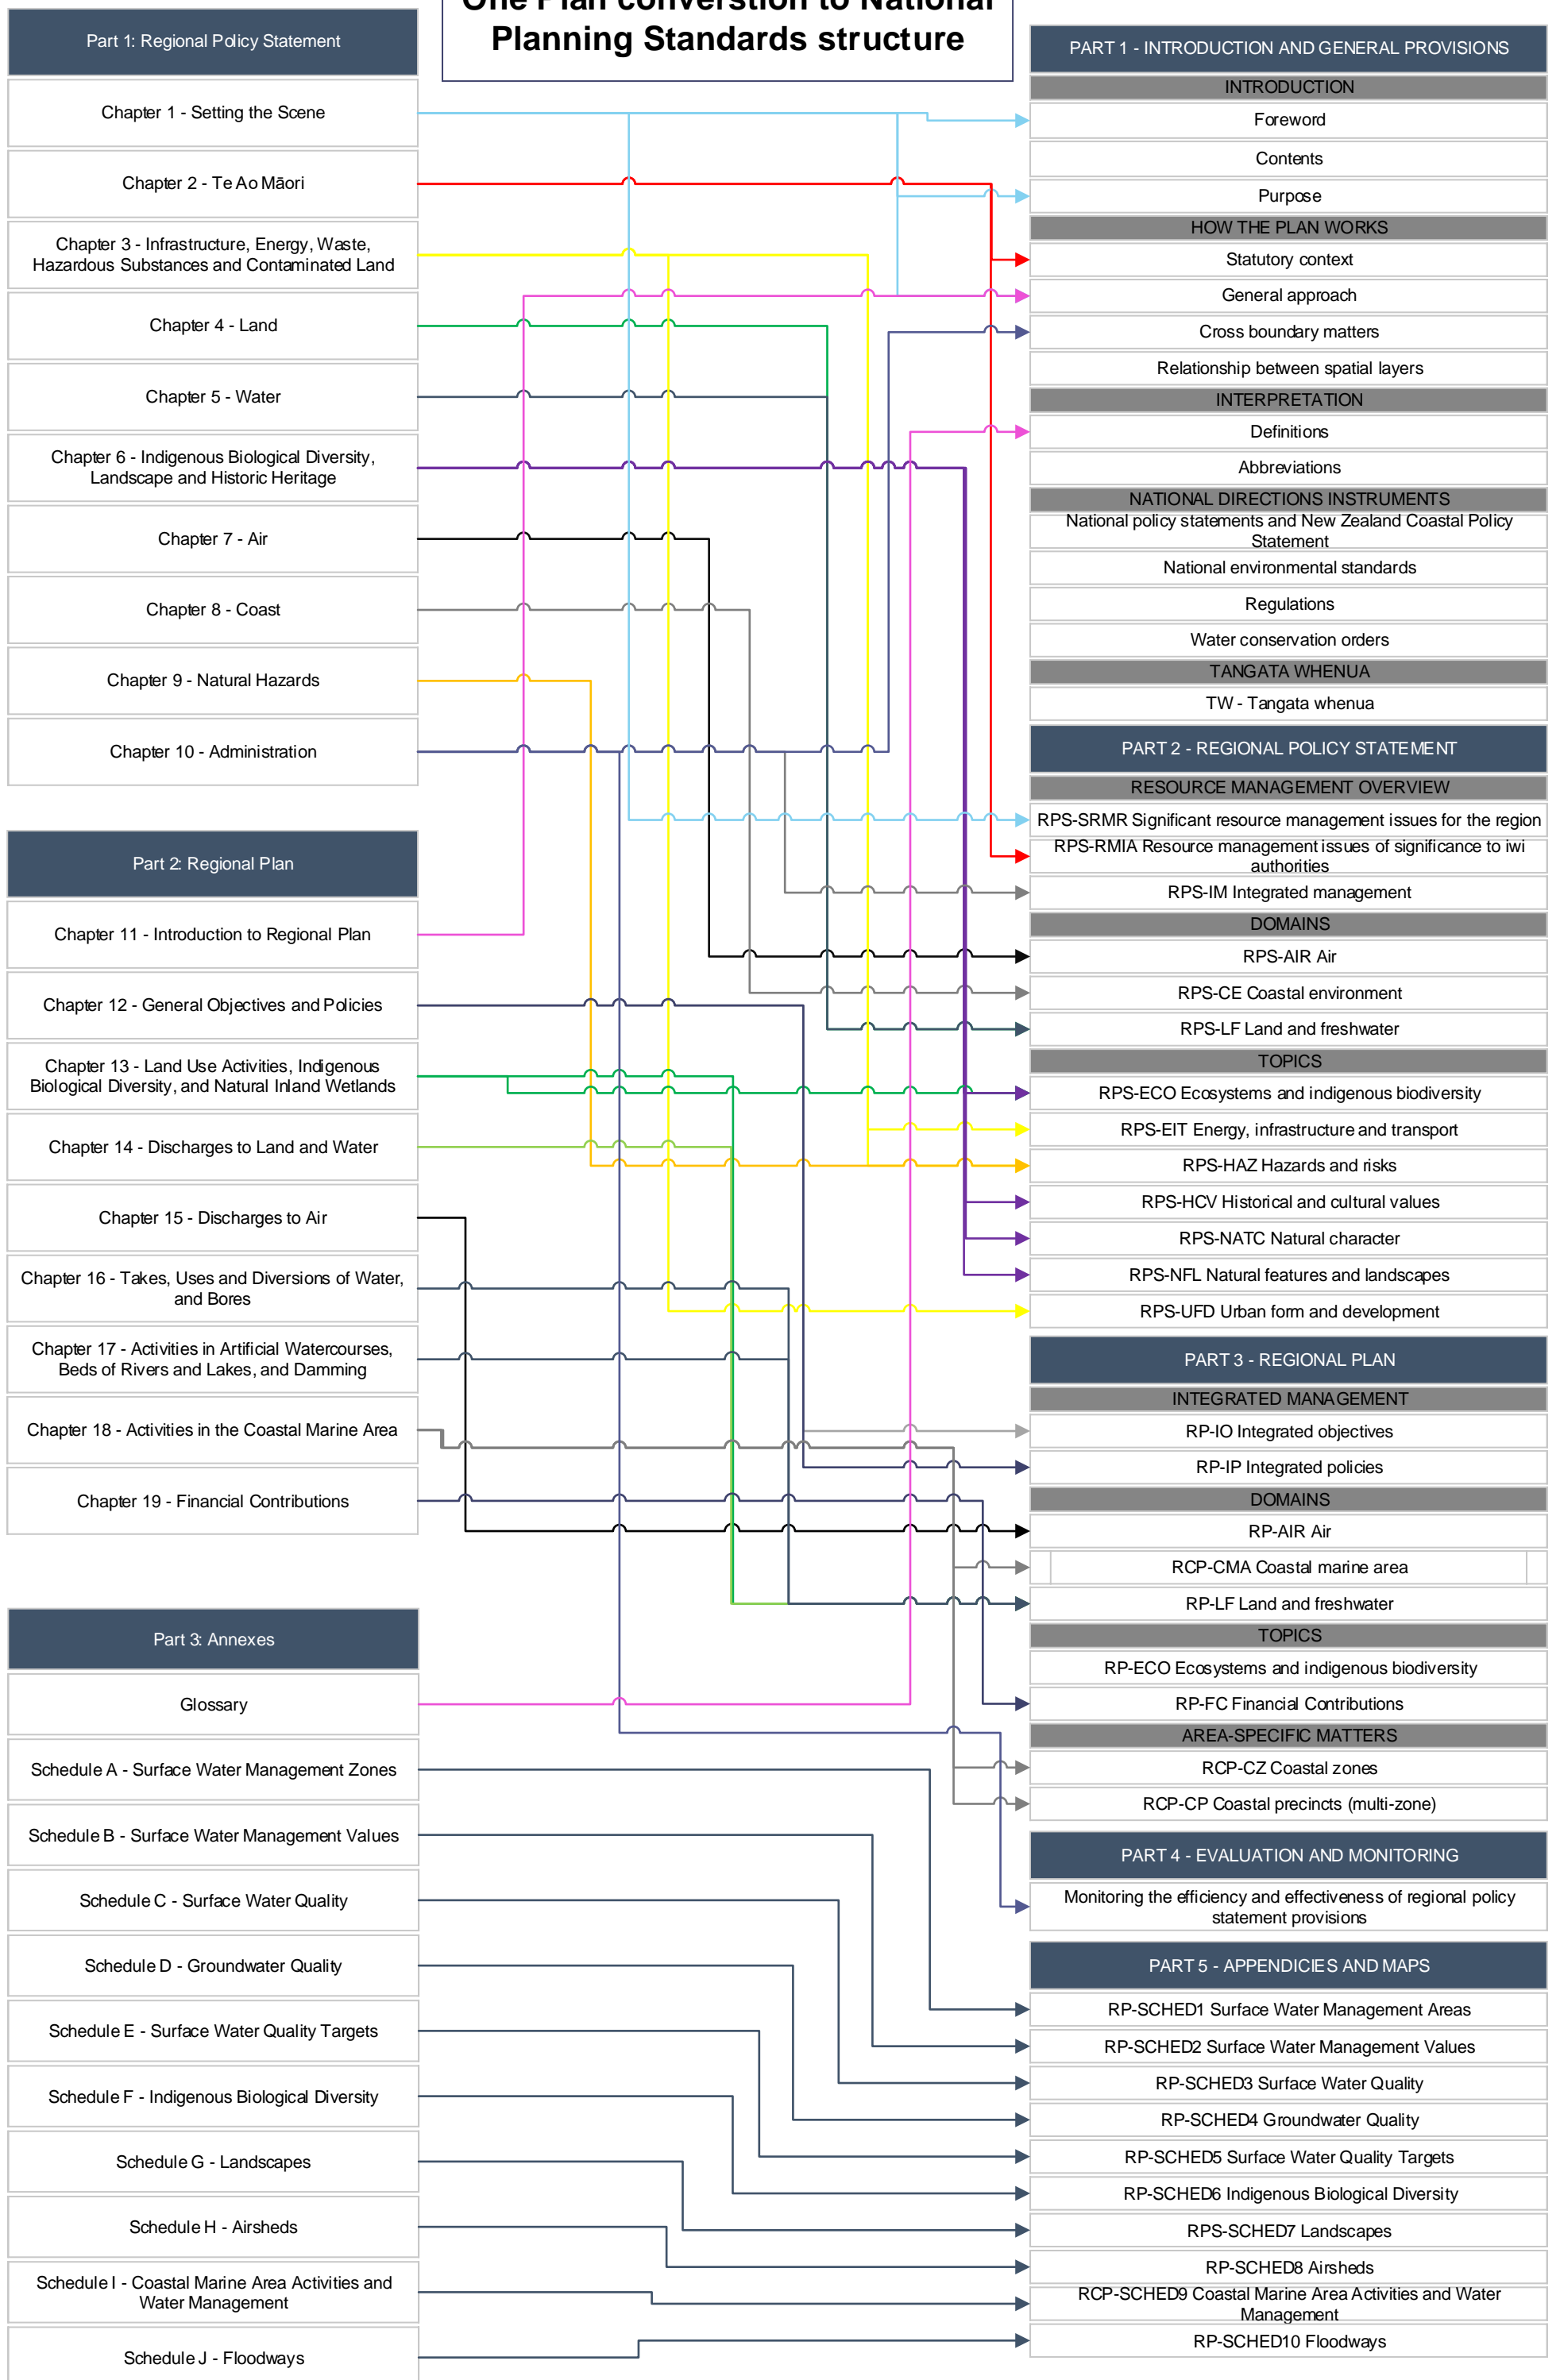 One Plan converstion to National
Planning Standards structure
Part 1: Regional Policy Statement
Chapter 1 - Setting the Scene
Chapter 2 - Te Ao Māori
Chapter 3 - Infrastructure, Energy, Waste,
Hazardous Substances and Contaminated Land
Chapter 4 - Land
Chapter 5 - Water
Chapter 6 - Indigenous Biological Diversity,
Landscape and Historic Heritage
Chapter 7 - Air
Chapter 8 - Coast
Chapter 9 - Natural Hazards
Chapter 10 - Administration
Part 2: Regional Plan
Chapter 11 - Introduction to Regional Plan
Chapter 12 - General Objectives and Policies
Chapter 13 - Land Use Activities, Indigenous
Biological Diversity, and Natural Inland Wetlands
Chapter 14 - Discharges to Land and Water
Chapter 15 - Discharges to Air
Chapter 16 - Takes, Uses and Diversions of Water,
and Bores
Chapter 17 - Activities in Artificial Watercourses,
Beds of Rivers and Lakes, and Damming
Chapter 18 - Activities in the Coastal Marine Area
Chapter 19 - Financial Contributions
Part 3: Annexes
Glossary
Schedule A - Surface Water Management Zones
Schedule B - Surface Water Management Values
Schedule C - Surface Water Quality
Schedule D - Groundwater Quality
Schedule E - Surface Water Quality Targets
Schedule F - Indigenous Biological Diversity
Schedule G - Landscapes
Schedule H - Airsheds
Schedule I - Coastal Marine Area Activities and
Water Management
Schedule J - Floodways
PART 1 - INTRODUCTION AND GENERAL PROVISIONS
INTRODUCTION
Foreword
Contents
Purpose
HOW THE PLAN WORKS
Statutory context
General approach
Cross boundary matters
Relationship between spatial layers
INTERPRETATION
Definitions
Abbreviations
NATIONAL DIRECTIONS INSTRUMENTS
National policy statements and New Zealand Coastal Policy
Statement
National environmental standards
Regulations
Water conservation orders
TANGATA WHENUA
TW - Tangata whenua
PART 2 - REGIONAL POLICY STATEMENT
RESOURCE MANAGEMENT OVERVIEW
RPS-SRMR Significant resource management issues for the region
RPS-RMIA Resource management issues of significance to iwi
authorities
RPS-IM Integrated management
DOMAINS
RPS-AIR Air
RPS-CE Coastal environment
RPS-LF Land and freshwater
TOPICS
RPS-ECO Ecosystems and indigenous biodiversity
RPS-EIT Energy, infrastructure and transport
RPS-HAZ Hazards and risks
RPS-HCV Historical and cultural values
RPS-NATC Natural character
RPS-NFL Natural features and landscapes
RPS-UFD Urban form and development
PART 3 - REGIONAL PLAN
INTEGRATED MANAGEMENT
RP-IO Integrated objectives
RP-IP Integrated policies
DOMAINS
RP-AIR Air
RCP-CMA Coastal marine area
RP-LF Land and freshwater
TOPICS
RP-ECO Ecosystems and indigenous biodiversity
RP-FC Financial Contributions
AREA-SPECIFIC MATTERS
RCP-CZ Coastal zones
RCP-CP Coastal precincts (multi-zone)
PART 4 - EVALUATION AND MONITORING
Monitoring the efficiency and effectiveness of regional policy
statement provisions
PART 5 - APPENDICIES AND MAPS
RP-SCHED1 Surface Water Management Areas
RP-SCHED2 Surface Water Management Values
RP-SCHED3 Surface Water Quality
RP-SCHED4 Groundwater Quality
RP-SCHED5 Surface Water Quality Targets
RP-SCHED6 Indigenous Biological Diversity
RPS-SCHED7 Landscapes
RP-SCHED8 Airsheds
RCP-SCHED9 Coastal Marine Area Activities and Water
Management
RP-SCHED10 Floodways